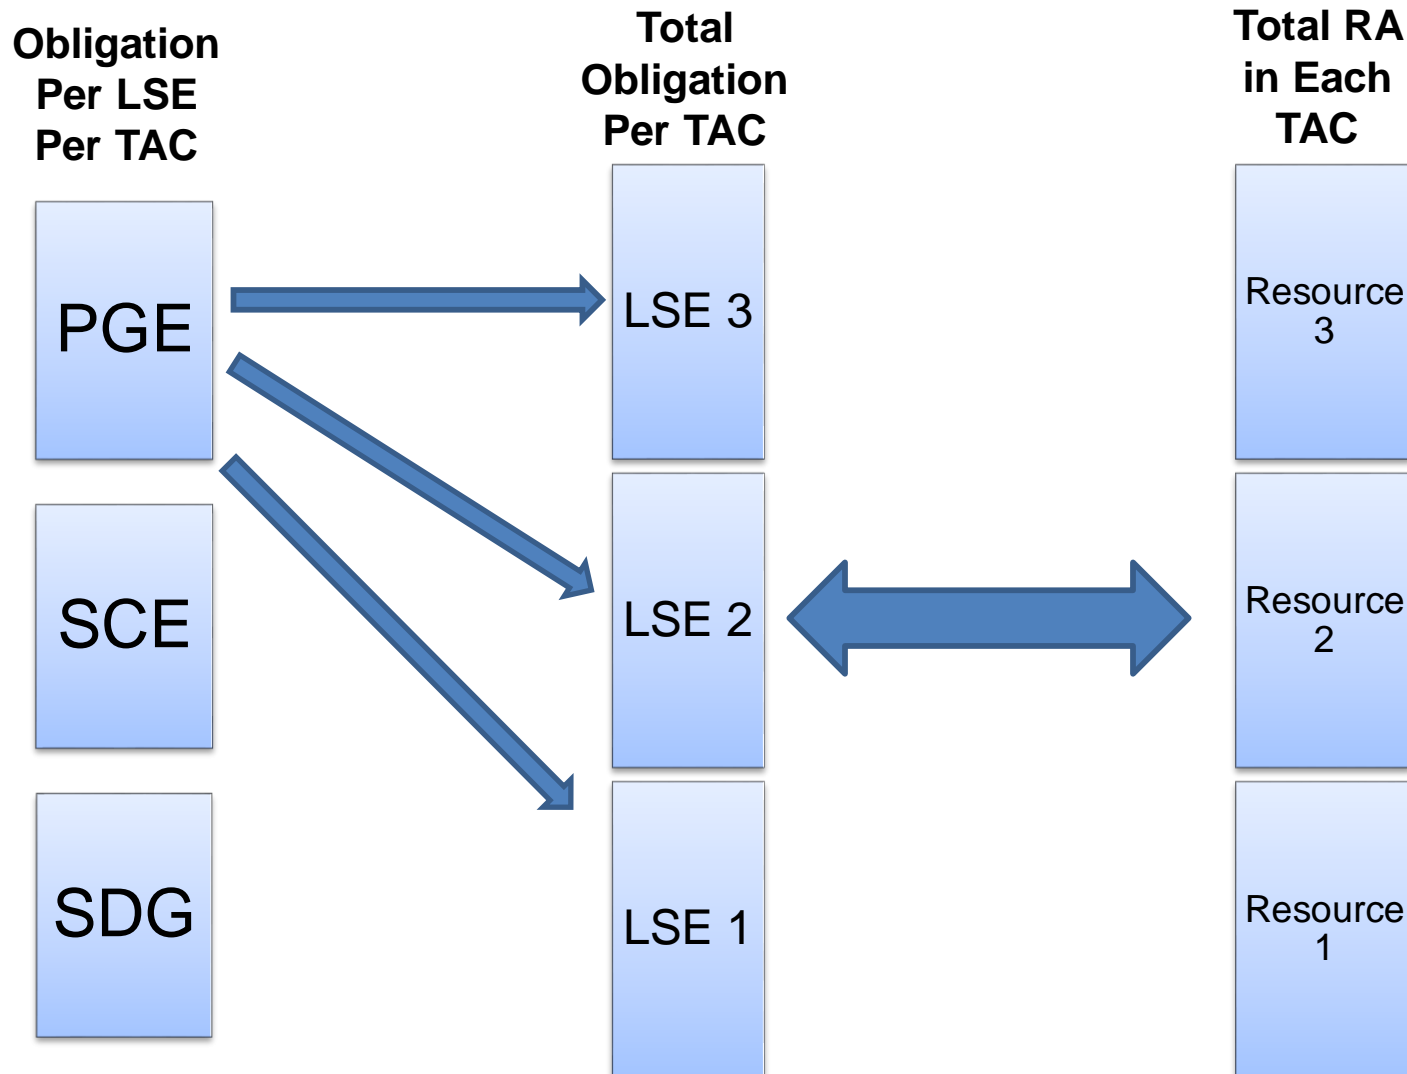 Obligation
Per LSE
Per TAC
PGE
SCE
SDG
Total
Obligation
Per TAC
LSE 3
LSE 2
LSE 1
Total RA
in Each
TAC
Resource
3
Resource
2
Resource
1